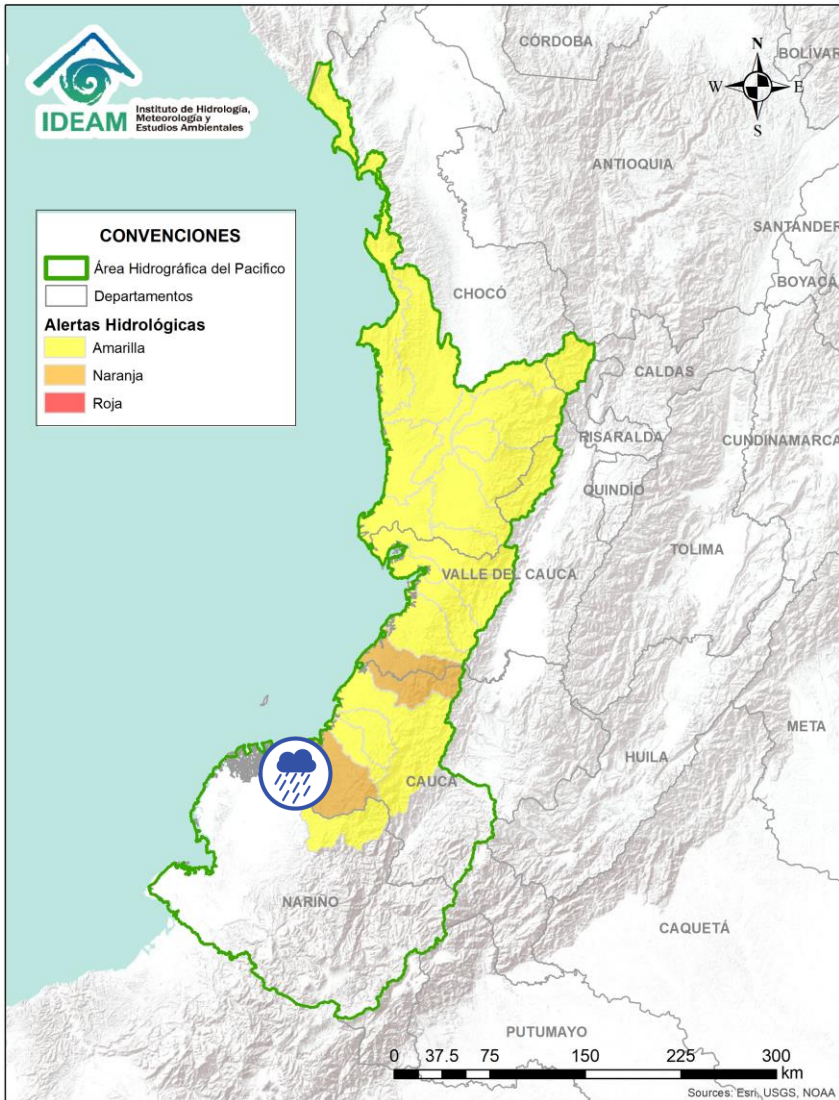 IDEAM
Instituto de Hidrología,
Meteorología y
Estudios Ambientales
CÓRDOBA
BOLÍVAR
N
W
E
S
ANTIOQUIA
SANTANDER
BOYACÁ
CONVENCIONES
Área Hidrográfica del Pacifico
Departamentos
Alertas Hidrológicas
Amarilla
Naranja
Roja
CHOCÓ
CALDAS
RISARALDA
CUNDINAMARCA
QUINDÍO
TOLIMA
VALLE DEL CAUCA
META
HUILA
CAUCA
NARIÑO
CAQUETÁ
PUTUMAYO
0 37.5 75 150 225 300
km
Sources: Esri, USGS, NOAA